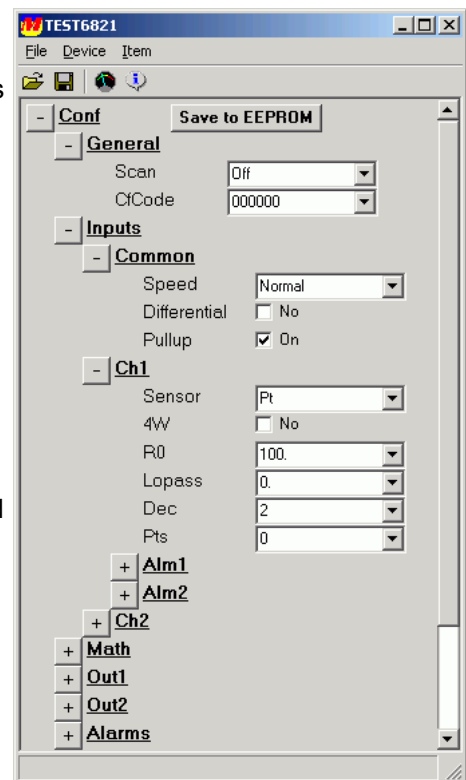 TEST6821
File Device Item
s
- Conf Save to EEPROM
- General
Scan Off
CfCode 000000
- Inputs
- Common
Speed Normal
Differential No
Pullup On
- Ch1
Sensor Pt
4W No
R0 100.
Lopass 0.
Dec 2
Pts 0
+ Alm1
+ Alm2
+ Ch2
+ Math
+ Out1
+ Out2
+ Alarms